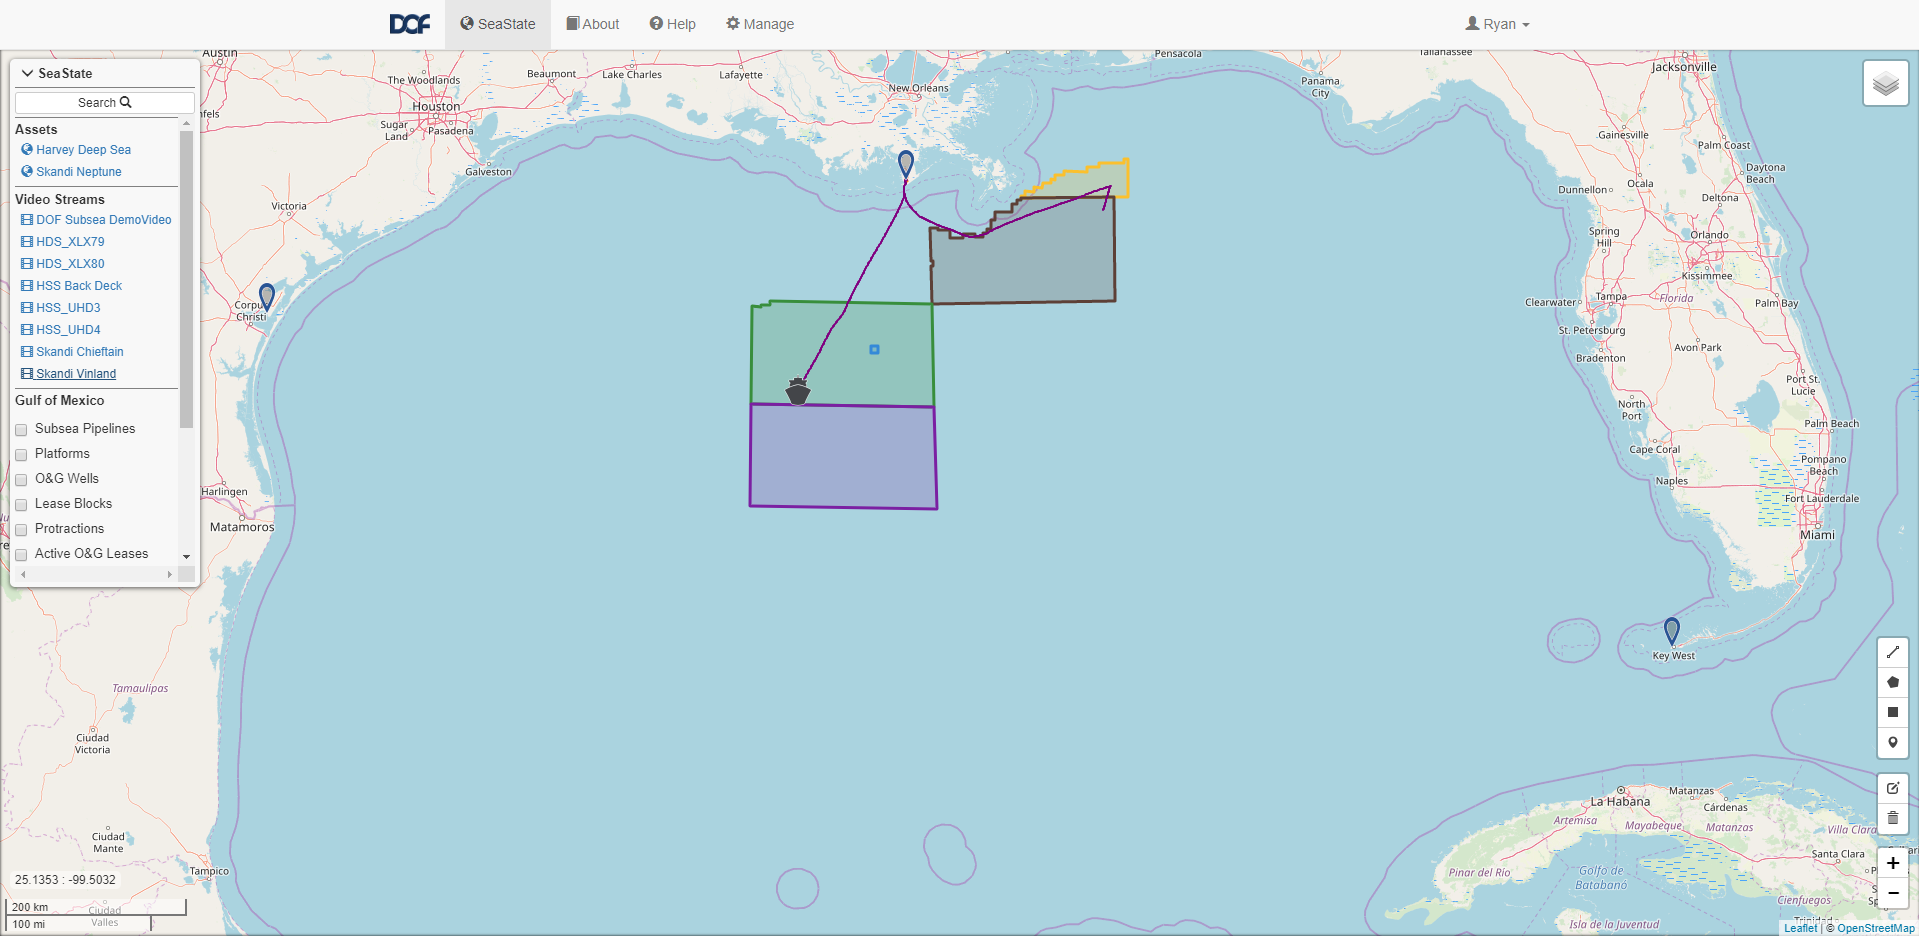 DOF
SeaState
About
Help
Manage
Ryan
SeaState
Search
Assets
Harvey Deep Sea
Skandi Neptune
Video Streams
DOF Subsea DemoVideo
HDS_XLX79
HDS_XLX80
HSS Back Deck
HSS_UHD3
HSS_UHD4
Skandi Chieftain
Skandi Vinland
Gulf of Mexico
Subsea Pipelines
Platforms
O&G Wells
Lease Blocks
Protractions
Active O&G Leases
Austin
The Woodlands
Beaumont
Lake Charles
Lafayette
New Orleans
Pensacola
Tallahassee
Jacksonville
Panama
City
Houston
Sugar
Land
Pasadena
Galveston
Victoria
Corpus
Christi
Harlingen
Matamoros
Tamaulipas
Ciudad
Victoria
Ciudad
Mante
Tampico
Ciudad
Valles
Gainesville
Palm Coast
Daytona
Beach
Dunnellon
Ocala
Deltona
Spring
Hill
Orlando
Kissimmee
Clearwater
Tampa
Florida
Palm Bay
St. Petersburg
Avon Park
Bradenton
Port St.
Lucie
North
Port
Palm Beach
Cape Coral
Pompano
Beach
Naples
Fort Lauderdale
Miami
Key West
La Habana
Matanzas
Cárdenas
Artemisa
Mayabeque
Matanzas
Villa Clara
Santa Clara
Pinar del Río
Golfo de
Batabanó
Cienfuegos
Isla de la Juventud
25.1353 : -99.5032
200 km
100 mi
+
−
Leaflet | © OpenStreetMap